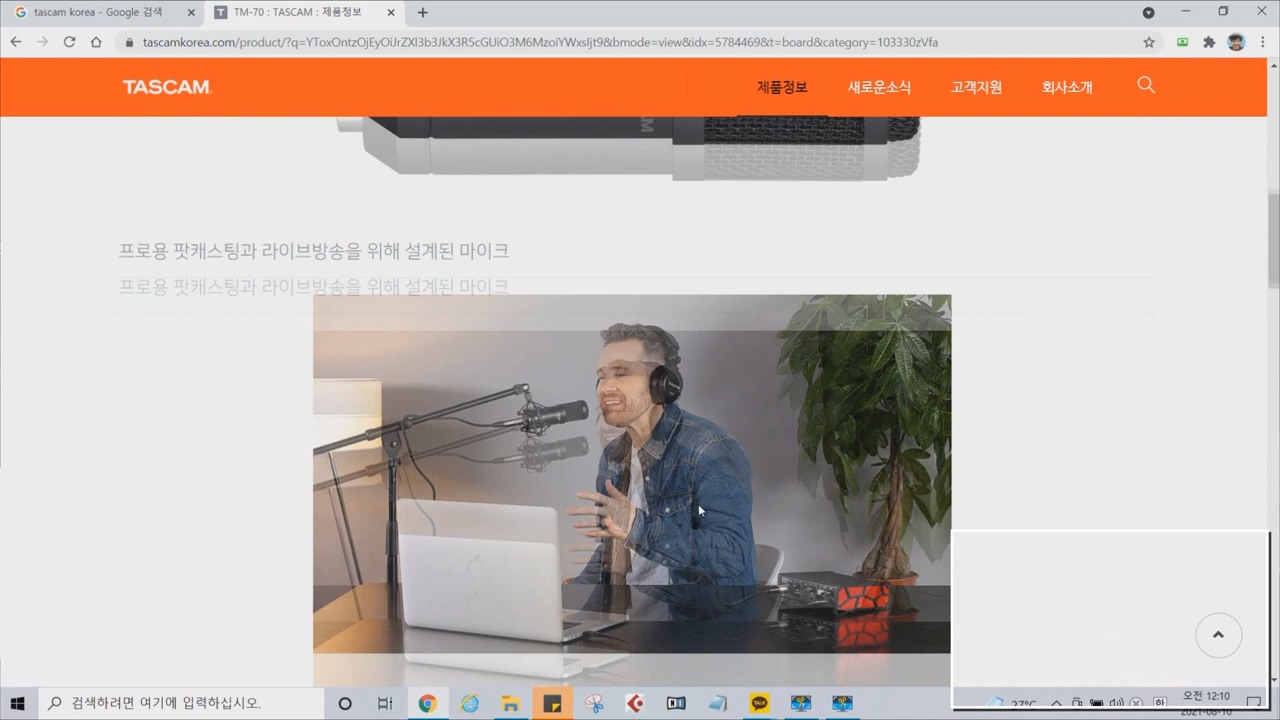 tascam korea - Google 검색
TM-70 : TASCAM : 제품정보
tascamkorea.com/product/?q=YToxOntzOjEyOiJrZXl3b3JkX3R5cGUiO3M6MzoiYWxsIjt9&bmode=view&idx=5784469&t=board&category=103330zVfa
TASCAM
제품정보
새로운소식
고객지원
회사소개
프로용 팟캐스팅과 라이브방송을 위해 설계된 마이크
프로용 팟캐스팅과 라이브방송을 위해 설계된 마이크
검색하려면 여기에 입력하십시오.
TALK
27°C
한
오전 12:10
2021-08-10